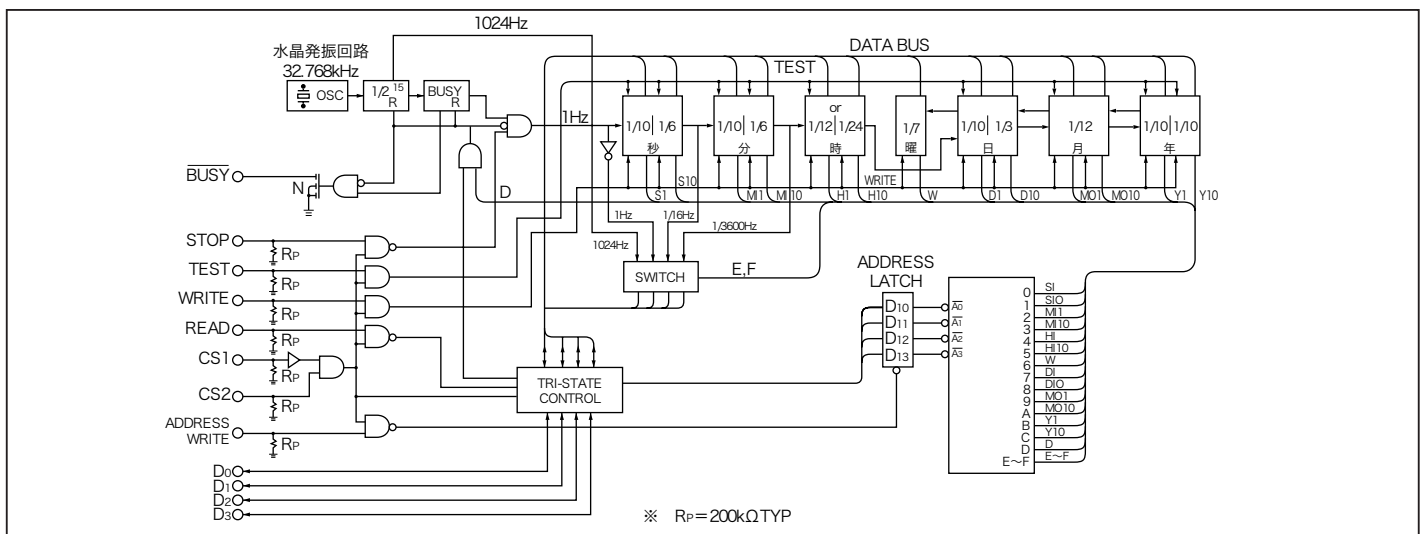 1024Hz
水晶発振回路
32.768kHz
OSC
1/2 15
R
BUSY
R
DATA BUS
TEST
1Hz
1/10 1/6
秒
1/10 1/6
分
or
1/12 1/24
時
1/7
曜
1/10 1/3
日
1/12
月
1/10 1/10
年
BUSY
N
D
WRITE
S1
S10
MI1
MI10
H1
H10
W
D1
D10
MO1
MO10
Y1
Y10
1Hz
1/16Hz
1/3600Hz
1024Hz
SWITCH
E,F
STOP
RP
TEST
RP
WRITE
RP
READ
RP
CS1
RP
CS2
RP
ADDRESS
WRITE
RP
TRI-STATE
CONTROL
ADDRESS
LATCH
D10
D11
D12
D13
A0
A1
A2
A3
0 SI
1 SIO
2 MI1
3 MI10
4 HI
5 HI10
6 W
7 DI
8 DIO
9 MO1
A MO10
B Y1
C Y10
D D
E～F E～F
D0
D1
D2
D3
※ RP=200kΩTYP